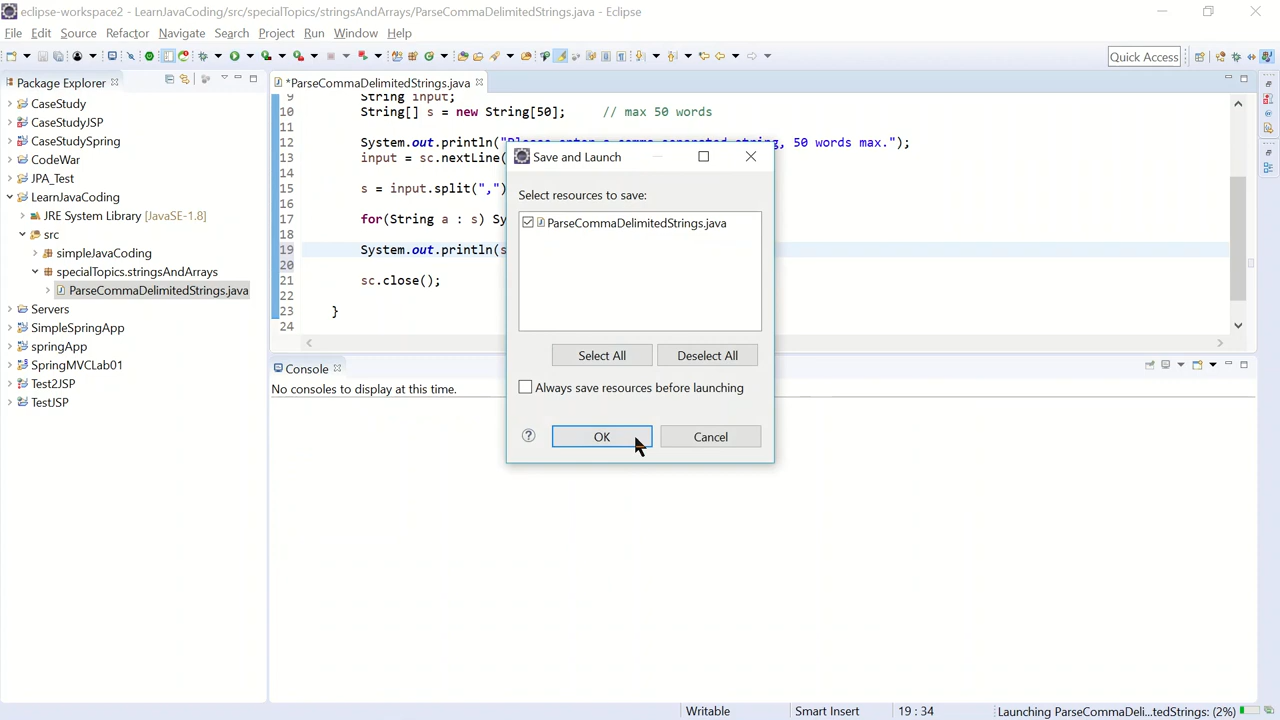 eclipse-workspace2 - LearnJavaCoding/src/specialTopics/stringsAndArrays/ParseCommaDelimitedStrings.java - Eclipse
File Edit Source Refactor Navigate Search Project Run Window Help
Quick Access
Package Explorer
CaseStudy
CaseStudyJSP
CaseStudySpring
CodeWar
JPA_Test
LearnJavaCoding
JRE System Library [JavaSE-1.8]
src
simpleJavaCoding
specialTopics.stringsAndArrays
ParseCommaDelimitedStrings.java
Servers
SimpleSpringApp
springApp
SpringMVCLab01
Test2JSP
TestJSP
*ParseCommaDelimitedStrings.java
9 String input;
10 String[] s = new String[50]; // max 50 words
11
12 System.out.println("Please enter a comma separated string, 50 words max.");
13 input = sc.nextLine(
14
15 s = input.split(",")
16
17 for(String a : s) Sy
18
19 System.out.println(s
20
21 sc.close();
22
23 }
24
Save and Launch
Select resources to save:
ParseCommaDelimitedStrings.java
Select All Deselect All
Always save resources before launching
OK Cancel
Console
No consoles to display at this time.
Writable Smart Insert 19 : 34 Launching ParseCommaDeli...tedStrings: (2%)